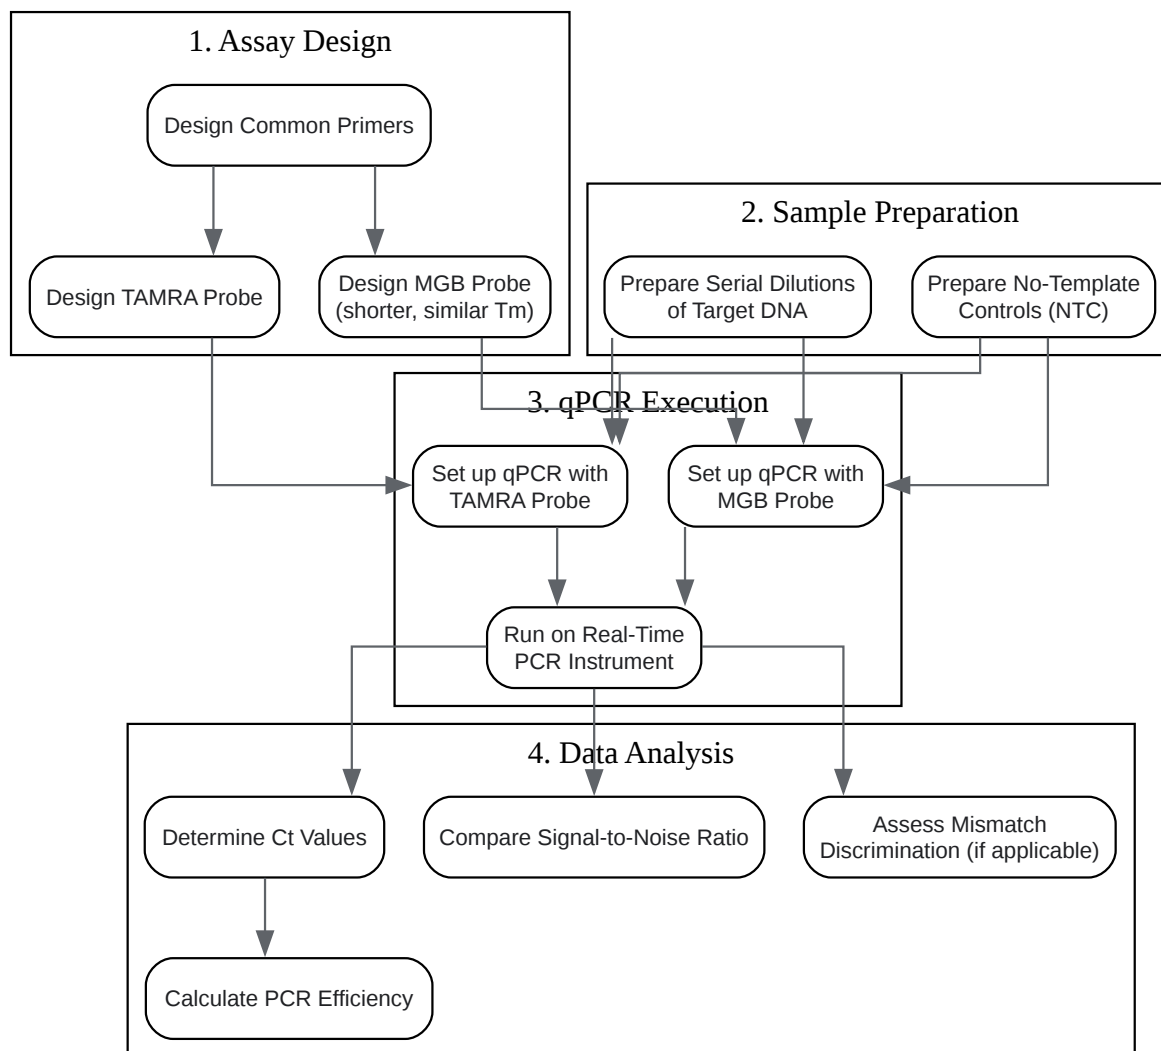 1. Assay Design
Design Common Primers
Design TAMRA Probe
Design MGB Probe
(shorter, similar Tm)
2. Sample Preparation
Prepare Serial Dilutions
of Target DNA
Prepare No-Template
Controls (NTC)
3. qPCR Execution
Set up qPCR with
TAMRA Probe
Set up qPCR with
MGB Probe
Run on Real-Time
PCR Instrument
4. Data Analysis
Determine Ct Values
Compare Signal-to-Noise Ratio
Assess Mismatch
Discrimination (if applicable)
Calculate PCR Efficiency